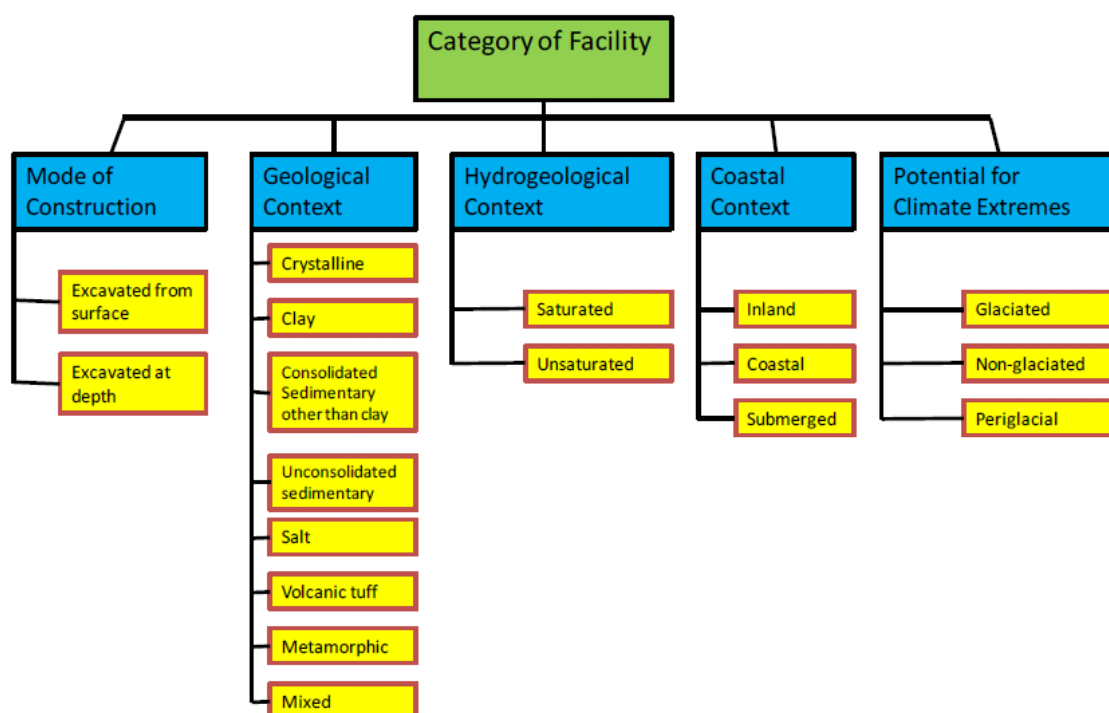 Category of Facility
Mode of
Construction
Excavated from
surface
Excavated at
depth
Geological
Context
Crystalline
Clay
Consolidated
Sedimentary
other than clay
Unconsolidated
sedimentary
Salt
Volcanic tuff
Metamorphic
Mixed
Hydrogeological
Context
Saturated
Unsaturated
Coastal
Context
Inland
Coastal
Submerged
Potential for
Climate Extremes
Glaciated
Non-glaciated
Periglacial